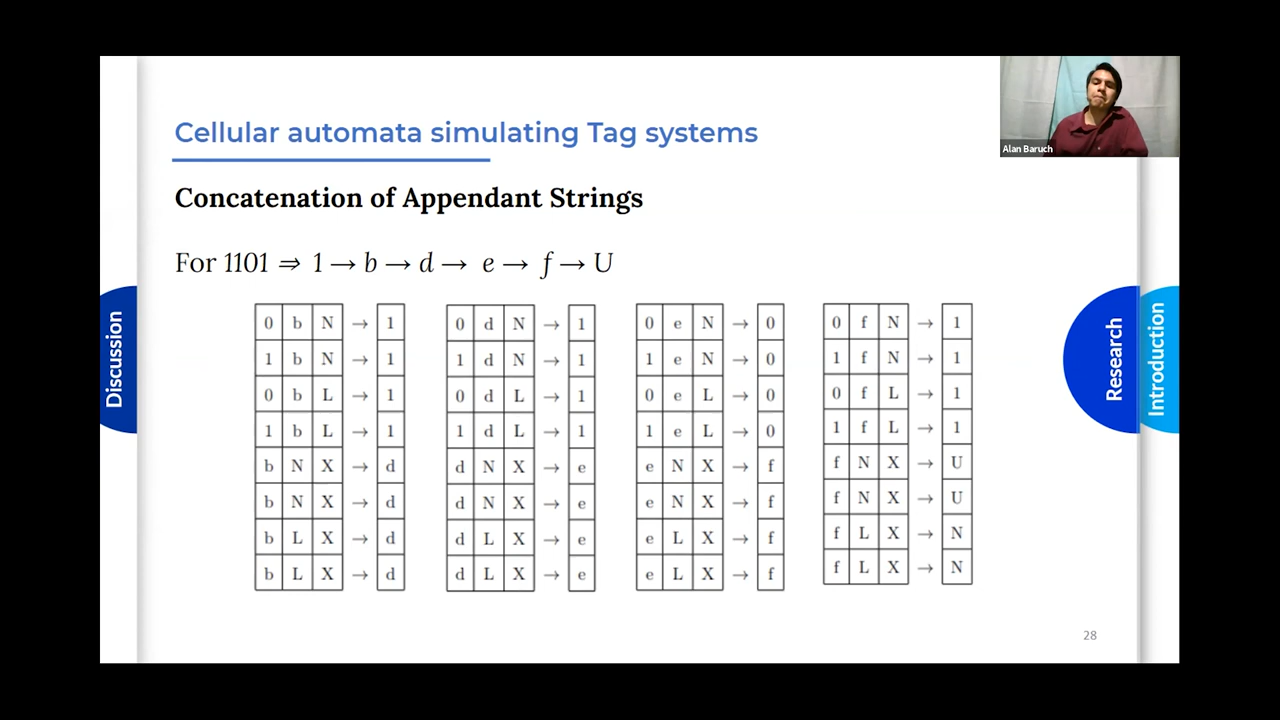 Alan Baruch
Cellular automata simulating Tag systems
Concatenation of Appendant Strings
For 1101 ⇒ 1 → b → d → e → f → U
0 b N → 1
1 b N → 1
0 b L → 1
1 b L → 1
b N X → d
b N X → d
b L X → d
b L X → d
0 d N → 1
1 d N → 1
0 d L → 1
1 d L → 1
d N X → e
d N X → e
d L X → e
d L X → e
0 e N → 0
1 e N → 0
0 e L → 0
1 e L → 0
e N X → f
e N X → f
e L X → f
e L X → f
0 f N → 1
1 f N → 1
0 f L → 1
1 f L → 1
f N X → U
f N X → U
f L X → N
f L X → N
Discussion
Research
Introduction
28